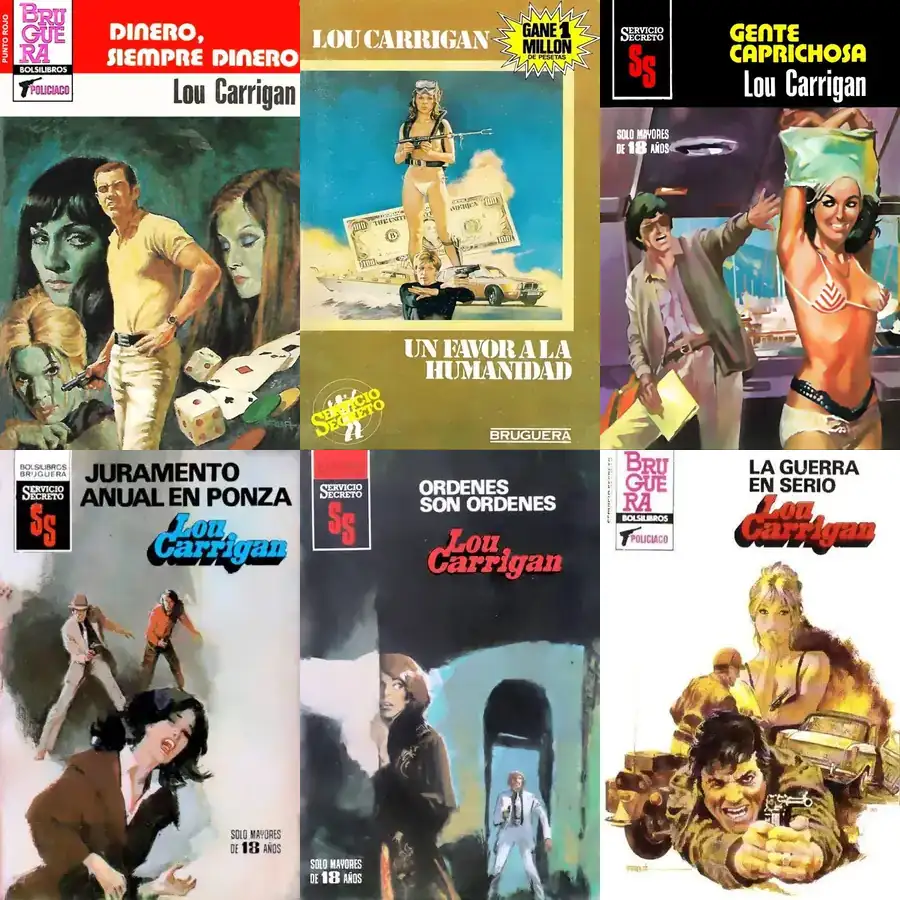 PUNTO ROJO
BRU
GUE
RA
BOLSILIBROS
POLICIACO
DINERO,
SIEMPRE DINERO
Lou Carrigan
LOU CARRIGAN
GANE 1
MILLON
DE PESETAS
100
100
UN FAVOR A LA
HUMANIDAD
SERVICIO
SECRETO
BRUGUERA
SERVICIO
SECRETO
SS
GENTE
CAPRICHOSA
Lou Carrigan
SOLO MAYORES
DE 18 AÑOS
BOLSILIBROS
BRUGUERA
SERVICIO
SECRETO
SS
JURAMENTO
ANUAL EN PONZA
Lou
Carrigan
SOLO MAYORES
DE 18 AÑOS
SERVICIO
SECRETO
SS
ORDENES
SON ORDENES
Lou
Carrigan
SOLO MAYORES
DE 18 AÑOS
BRU
GUE
RA
BOLSILIBROS
POLICIACO
LA GUERRA
EN SERIO
Lou
Carrigan